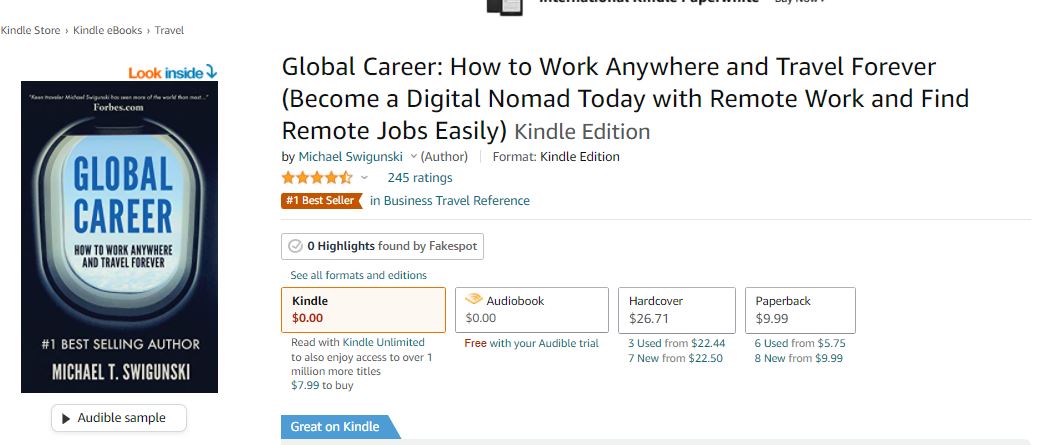 International Kindle Paperwhite Buy Now ›
Kindle Store › Kindle eBooks › Travel
Look inside
"Keen traveler Michael Swigunski has seen more of the world than most..."
Forbes.com
GLOBAL
CAREER
HOW TO WORK ANYWHERE
AND TRAVEL FOREVER
#1 BEST SELLING AUTHOR
MICHAEL T. SWIGUNSKI
Audible sample
Global Career: How to Work Anywhere and Travel Forever
(Become a Digital Nomad Today with Remote Work and Find
Remote Jobs Easily) Kindle Edition
by Michael Swigunski (Author) Format: Kindle Edition
245 ratings
#1 Best Seller in Business Travel Reference
0 Highlights found by Fakespot
See all formats and editions
Kindle
$0.00
Read with Kindle Unlimited
to also enjoy access to over 1
million more titles
$7.99 to buy
Audiobook
$0.00
Free with your Audible trial
Hardcover
$26.71
3 Used from $22.44
7 New from $22.50
Paperback
$9.99
6 Used from $5.75
8 New from $9.99
Great on Kindle